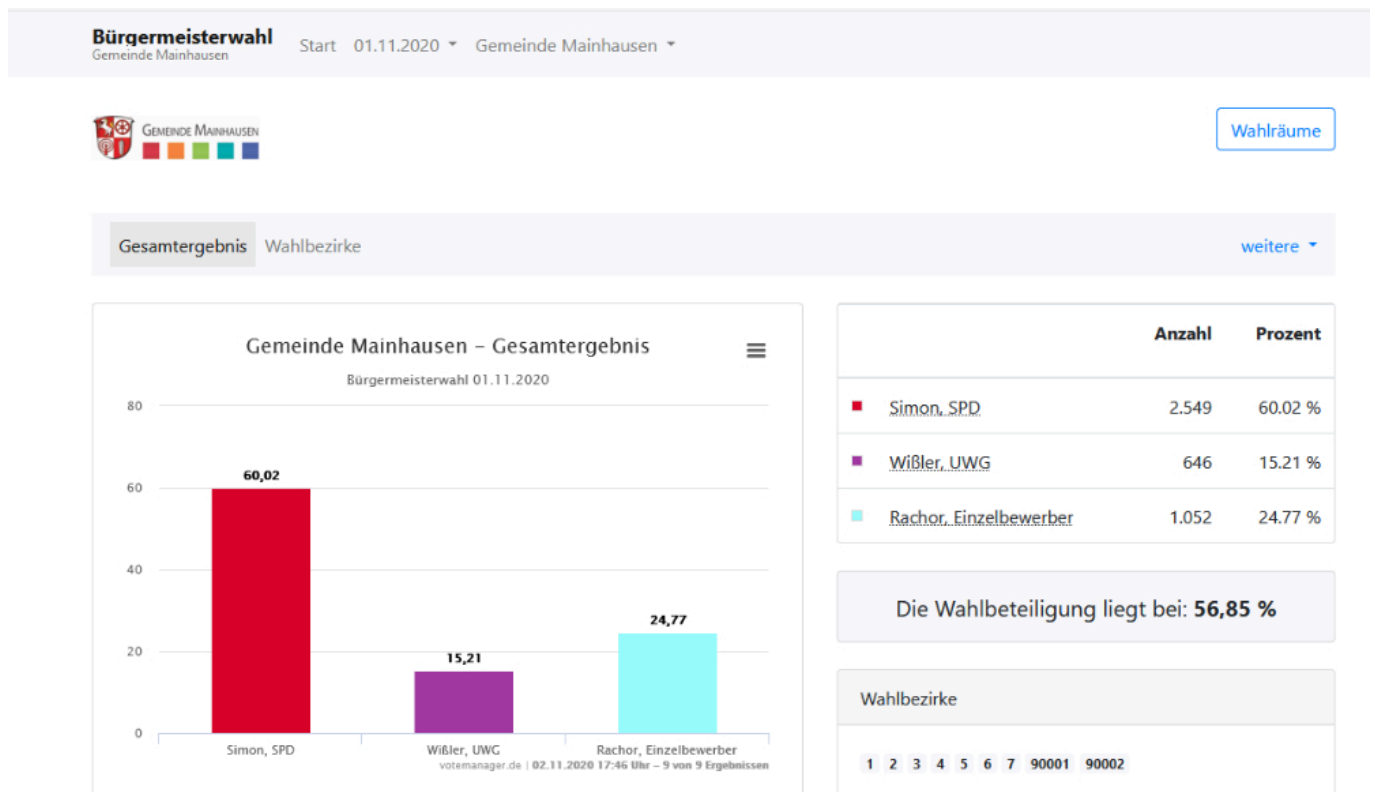 Bürgermeisterwahl
Gemeinde Mainhausen
Start 01.11.2020 Gemeinde Mainhausen
GEMEINDE MAINHAUSEN
Wahlräume
Gesamtergebnis Wahlbezirke weitere
Gemeinde Mainhausen – Gesamtergebnis
Bürgermeisterwahl 01.11.2020
80
60
40
20
0
60,02
15,21
24,77
Simon, SPD Wißler, UWG Rachor, Einzelbewerber
votemanager.de | 02.11.2020 17:46 Uhr – 9 von 9 Ergebnissen
Anzahl Prozent
Simon, SPD 2.549 60.02 %
Wißler, UWG 646 15.21 %
Rachor, Einzelbewerber 1.052 24.77 %
Die Wahlbeteiligung liegt bei: 56,85 %
Wahlbezirke
1 2 3 4 5 6 7 90001 90002